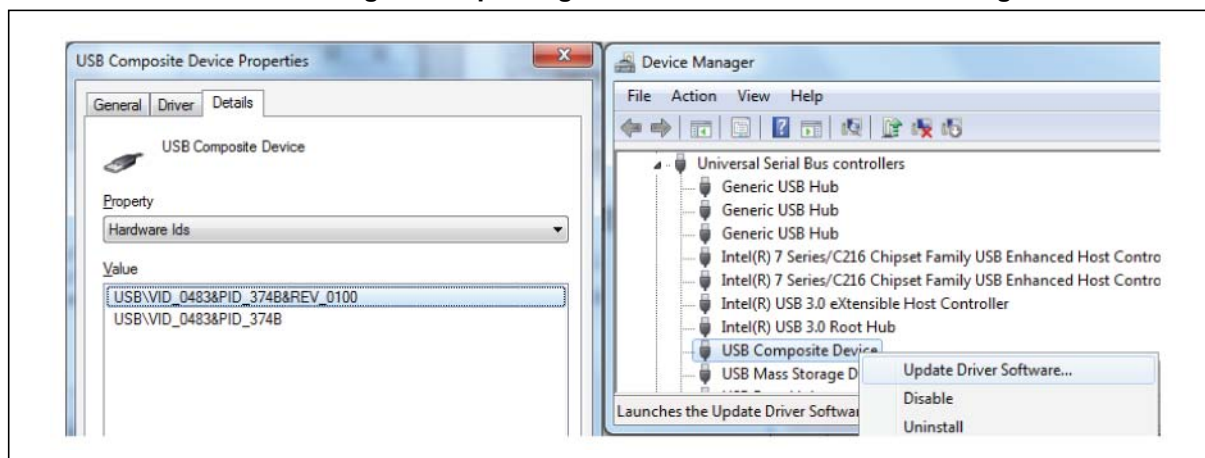 USB Composite Device Properties
General Driver Details
USB Composite Device
Property
Hardware Ids
Value
USB\VID_0483&PID_374B&REV_0100
USB\VID_0483&PID_374B
Device Manager
File Action View Help
Universal Serial Bus controllers
Generic USB Hub
Generic USB Hub
Generic USB Hub
Intel(R) 7 Series/C216 Chipset Family USB Enhanced Host Contro
Intel(R) 7 Series/C216 Chipset Family USB Enhanced Host Contro
Intel(R) USB 3.0 eXtensible Host Controller
Intel(R) USB 3.0 Root Hub
USB Composite Device
USB Mass Storage D
Launches the Update Driver Softwa
Update Driver Software...
Disable
Uninstall